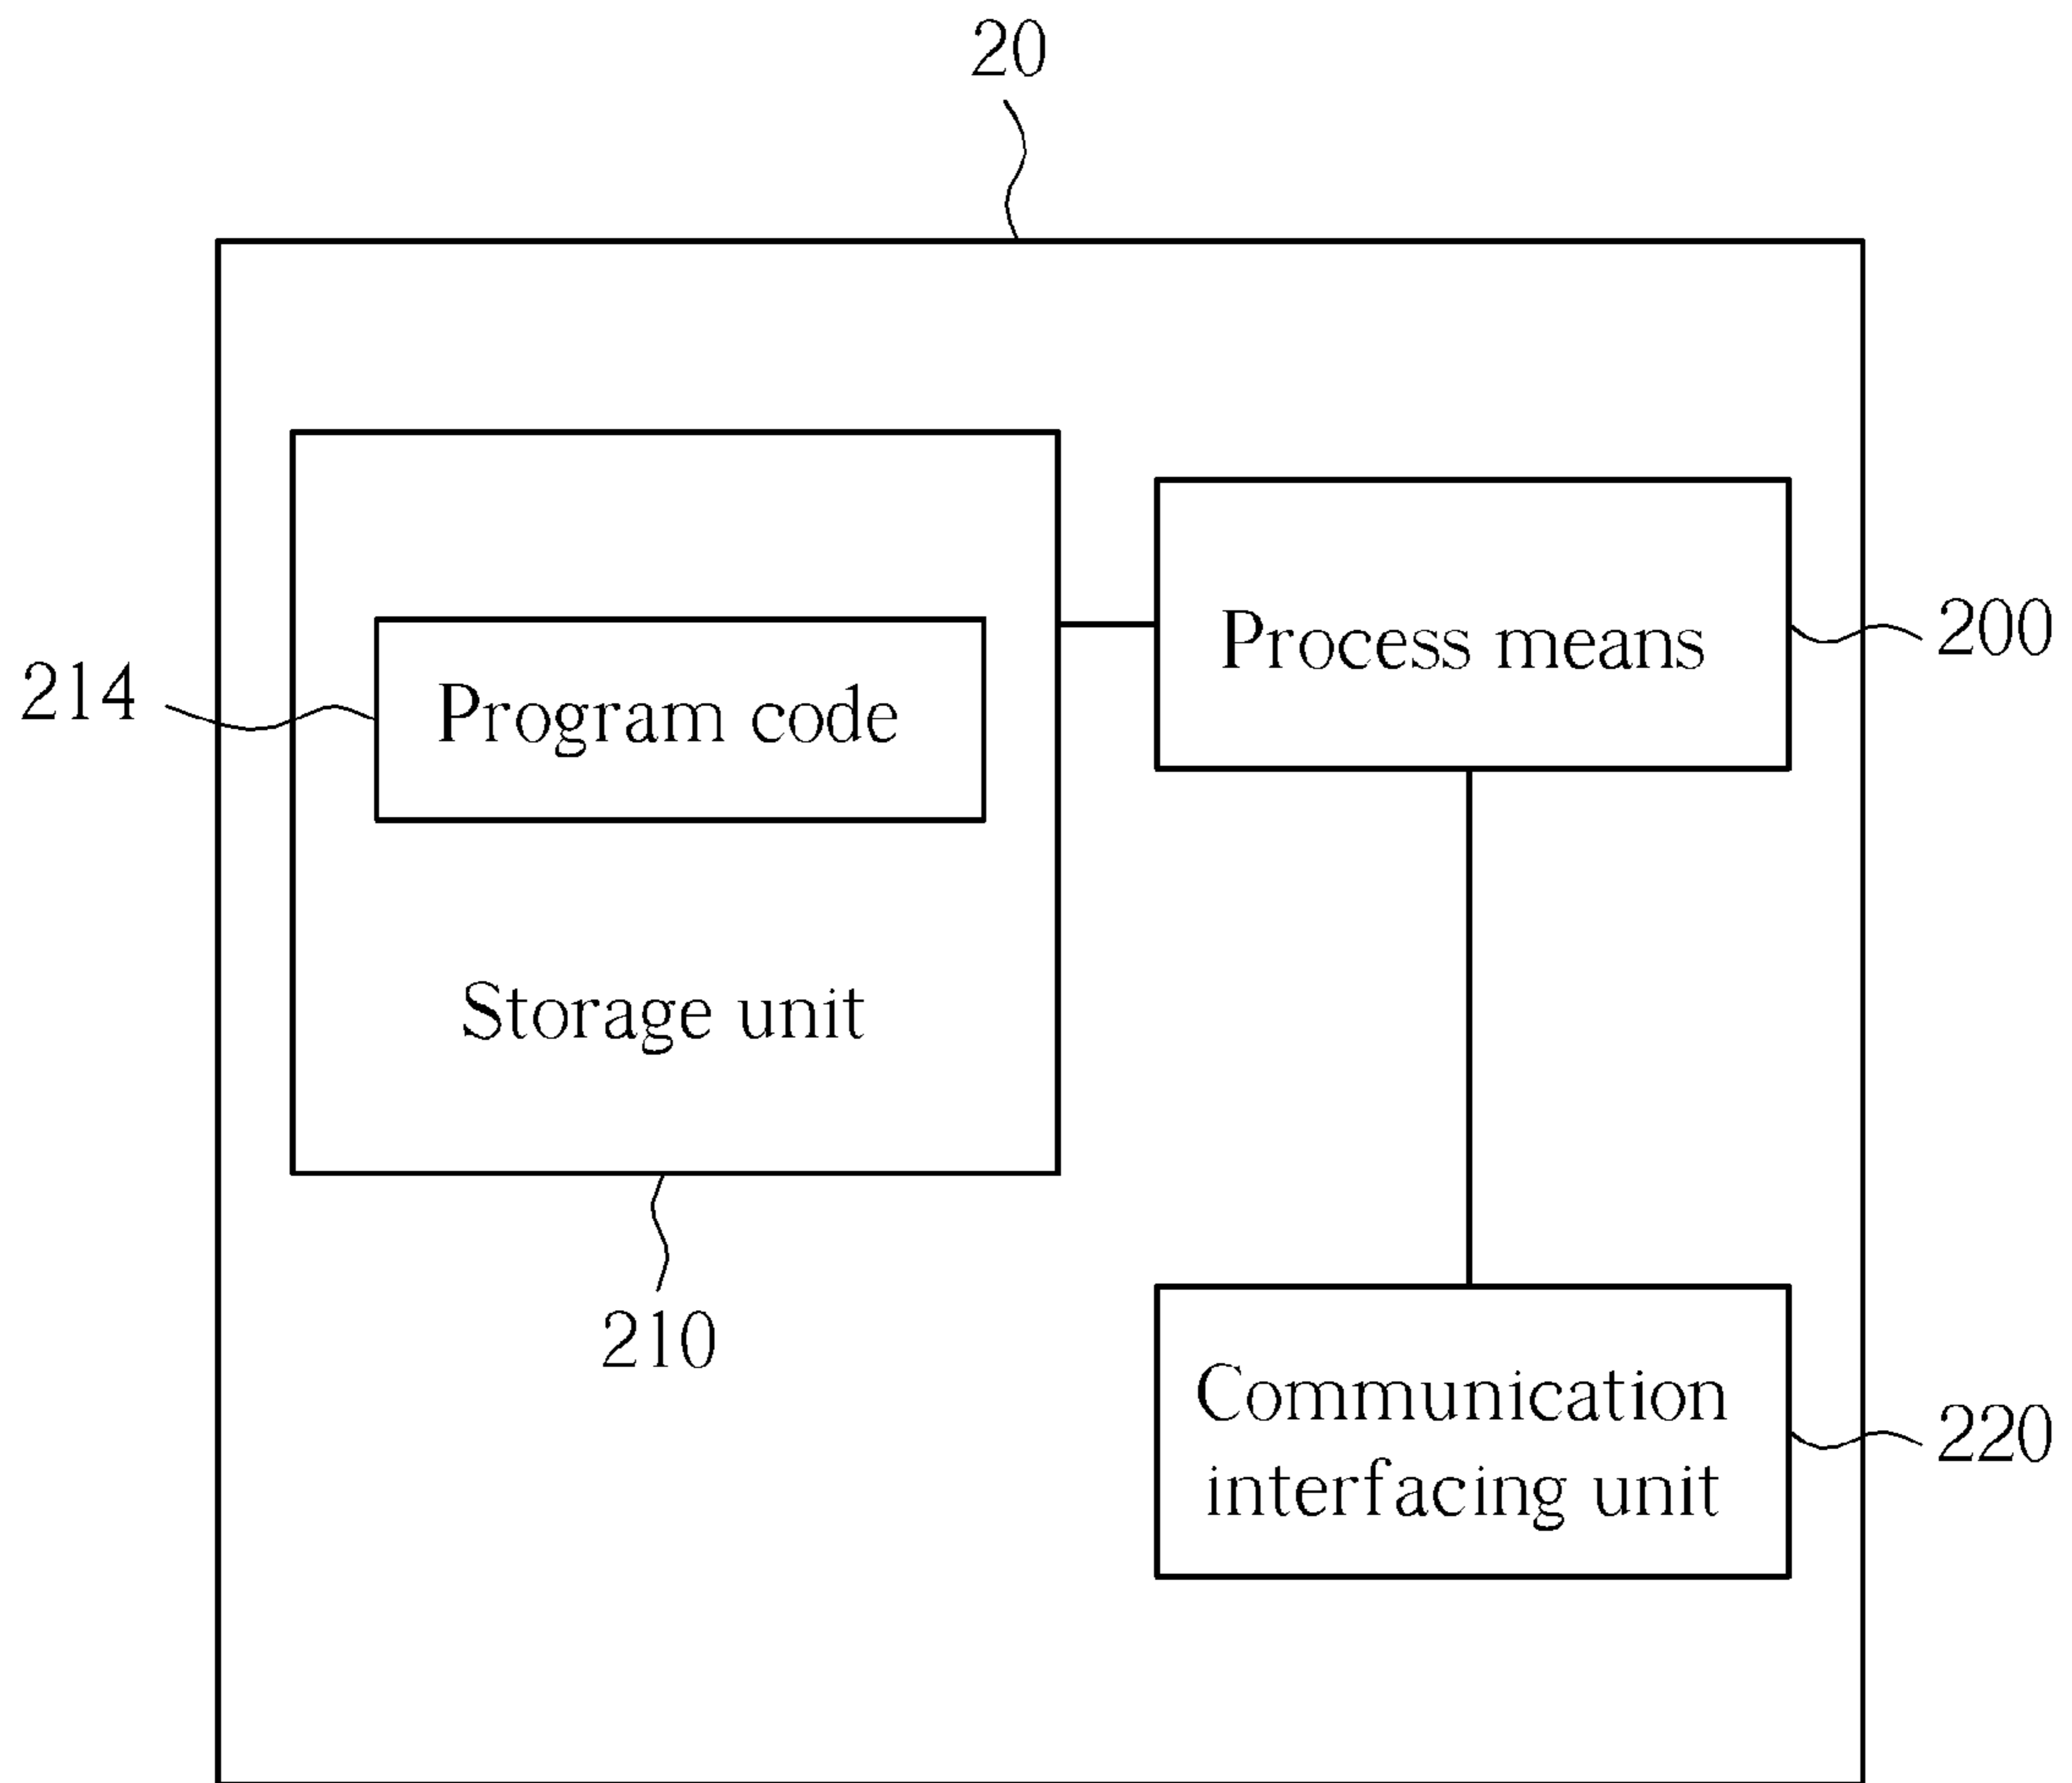 20
Process means
200
214
Program code
Storage unit
210
Communication
interfacing unit
220